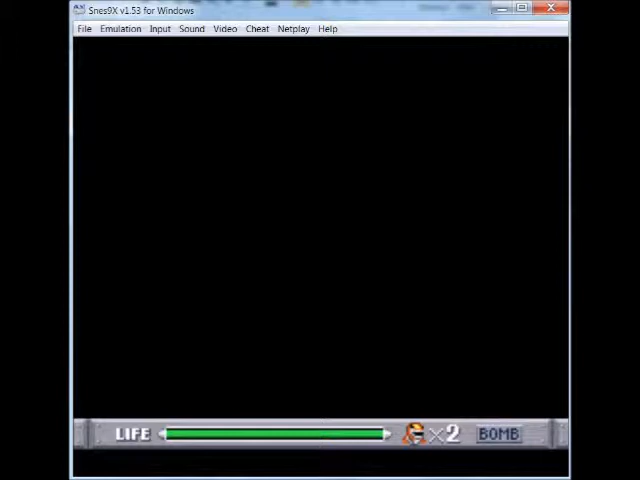 Snes9X v1.53 for Windows
File Emulation Input Sound Video Cheat Netplay Help
LIFE ×2 BOMB